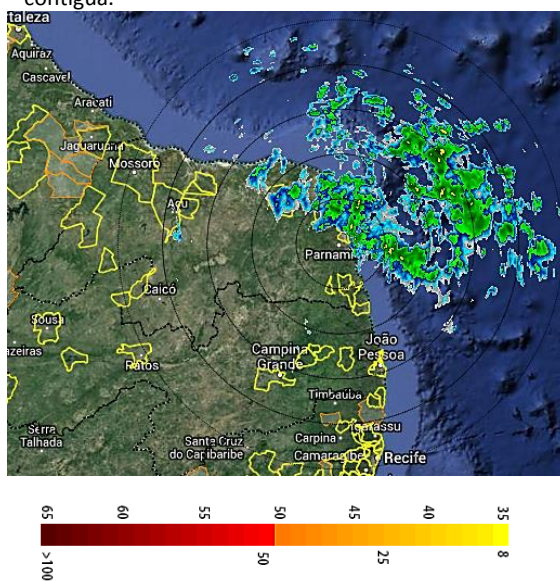 contígua.
taleza
Aquiraz
Cascavel
Aracati
Jaguaruana
Mossoró
Açu
Parnami
Caicó
Sousa
azeiras
Patos
Campina
Grande
João
Pessoa
Timbaúba
Igarassu
Serra
Talhada
Santa Cruz
do Capibaribe
Carpina
Camaragibe
Recife
65 60 55 50 45 40 35
>100 50 25 8